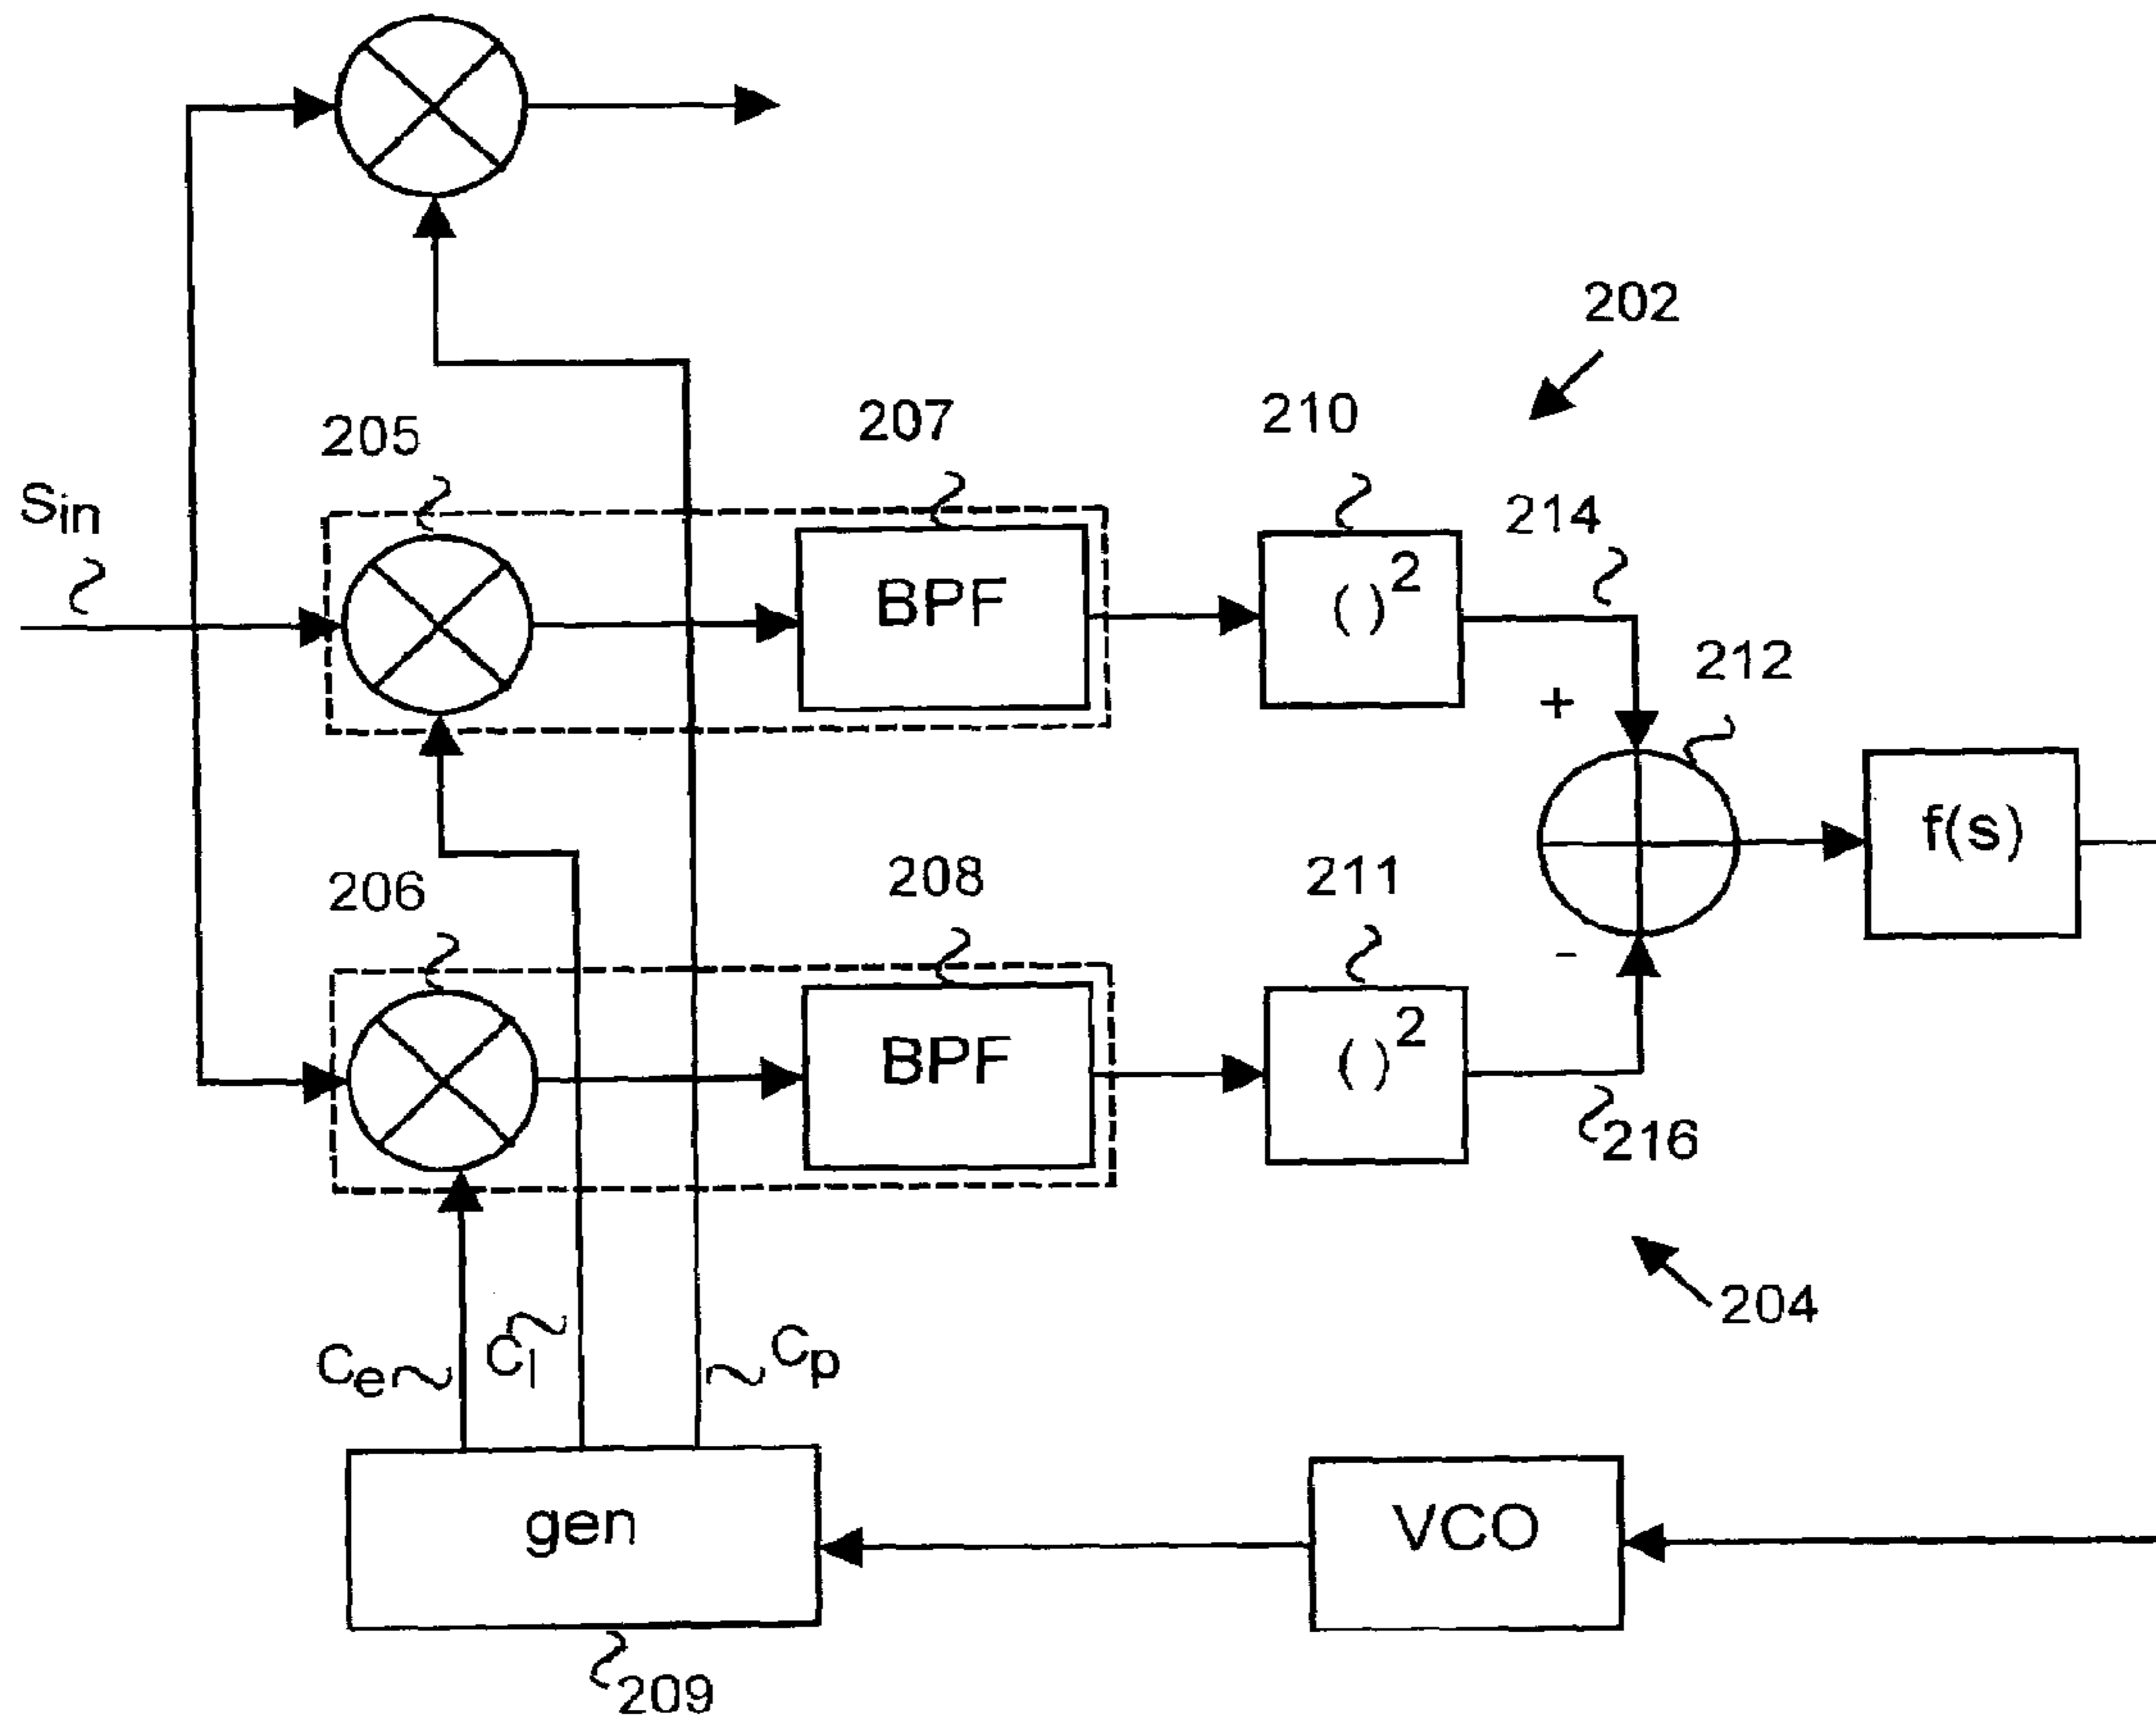 202
210
207
205
214
Sin
BPF
( )2
212
+
f(s)
206
208
211
-
BPF
( )2
216
204
Ce
Cl
Cp
gen
VCO
209